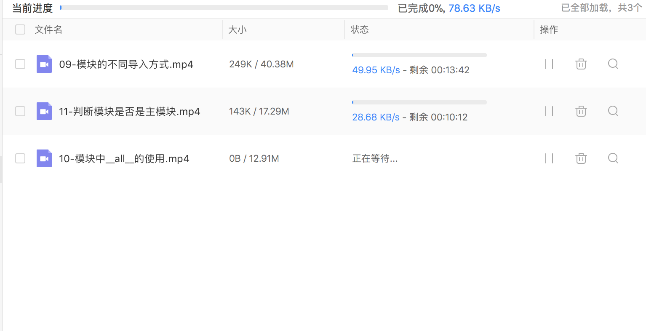 当前进度 已完成0%, 78.63 KB/s 已全部加载，共3个
文件名 大小 状态 操作
09-模块的不同导入方式.mp4 249K / 40.38M 49.95 KB/s - 剩余 00:13:42
11-判断模块是否是主模块.mp4 143K / 17.29M 28.68 KB/s - 剩余 00:10:12
10-模块中__all__的使用.mp4 0B / 12.91M 正在等待...